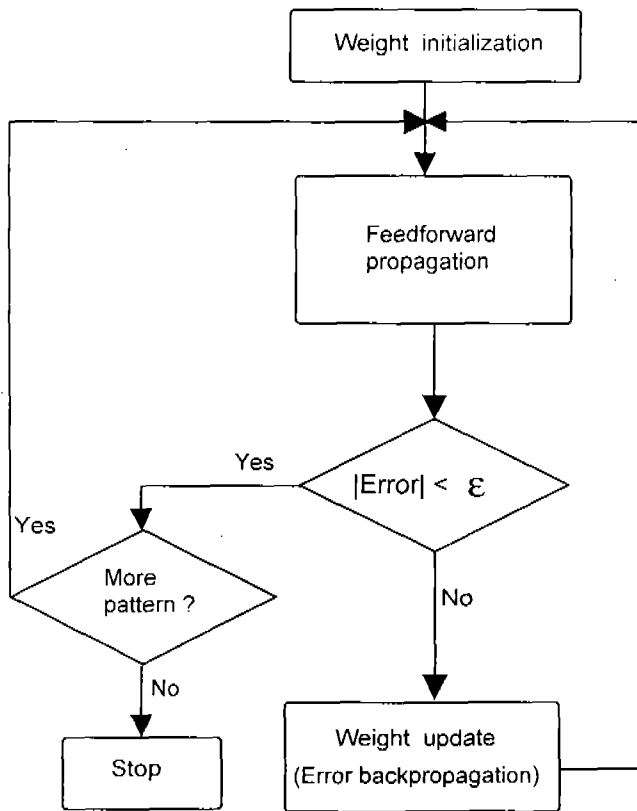 Weight initialization
Feedforward
propagation
Yes
|Error| < ε
Yes
More
pattern ?
No
No
Stop
Weight update
(Error backpropagation)